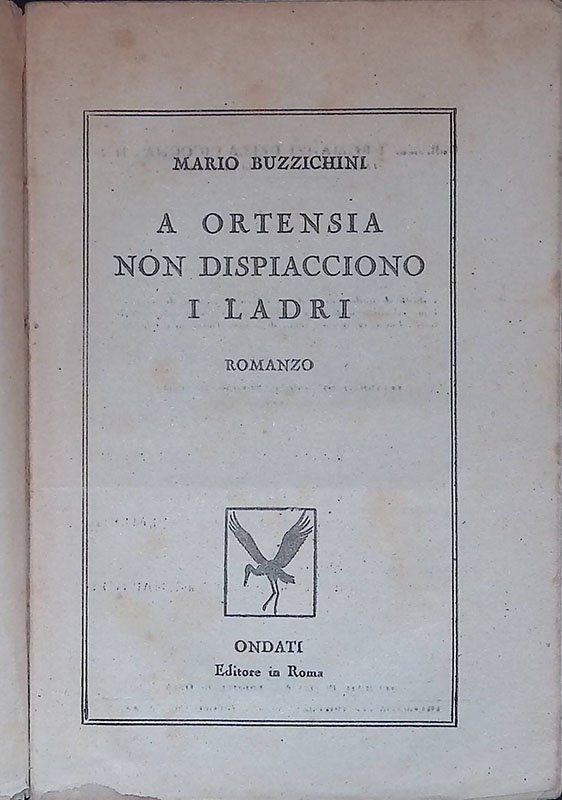 MARIO BUZZICHINI
A ORTENSIA
NON DISPIACCIONO
I LADRI
ROMANZO
ONDATI
Editore in Roma